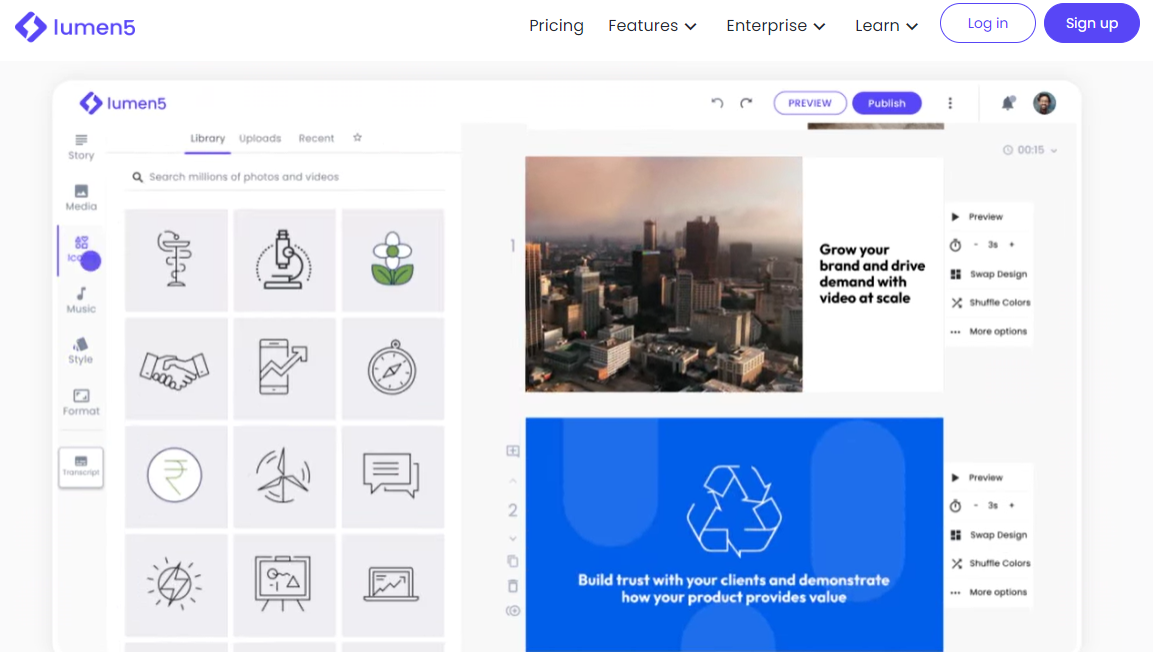 lumen5
Pricing
Features
Enterprise
Learn
Log in
Sign up
lumen5
PREVIEW
Publish
Story
Media
Music
Style
Format
Transcript
Library
Uploads
Recent
Search millions of photos and videos
00:15
1
Grow your
brand and drive
demand with
video at scale
Preview
- 3s +
Swap Design
Shuffle Colors
More options
2
Build trust with your clients and demonstrate
how your product provides value
Preview
- 3s +
Swap Design
Shuffle Colors
More options